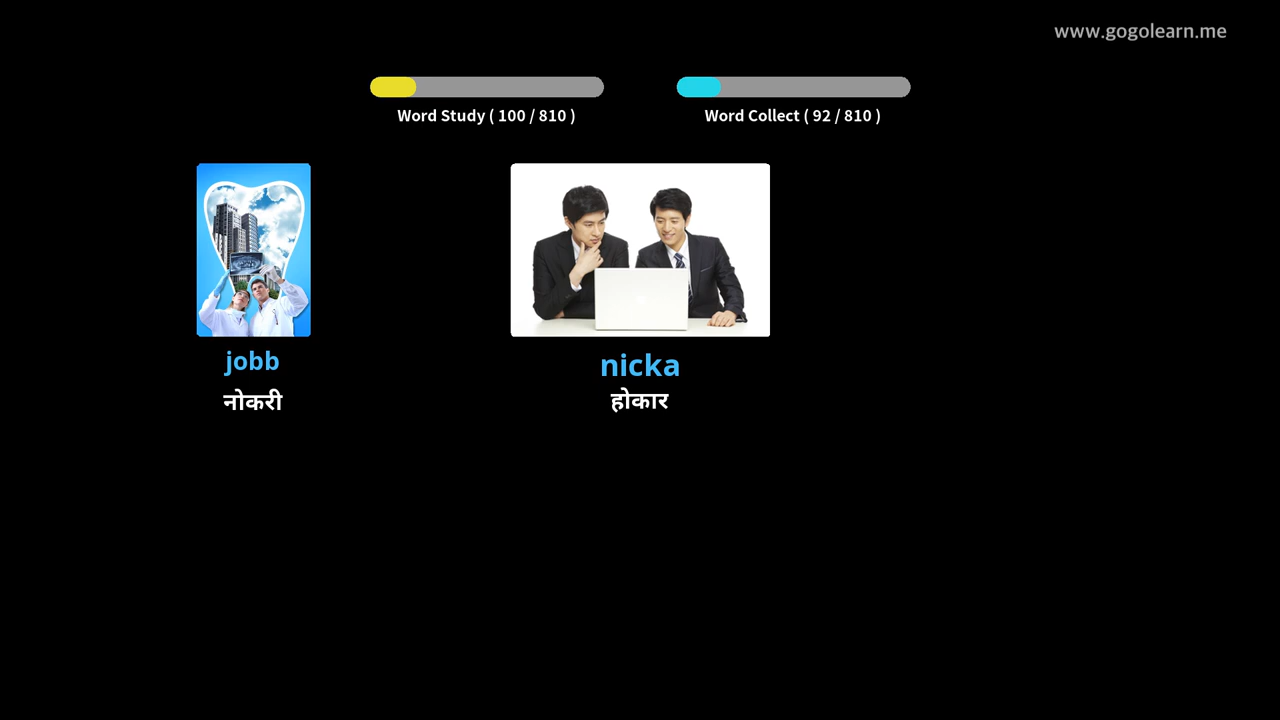 www.gogolearn.me
Word Study ( 100 / 810 )
Word Collect ( 92 / 810 )
jobb
नोकरी
nicka
होकार